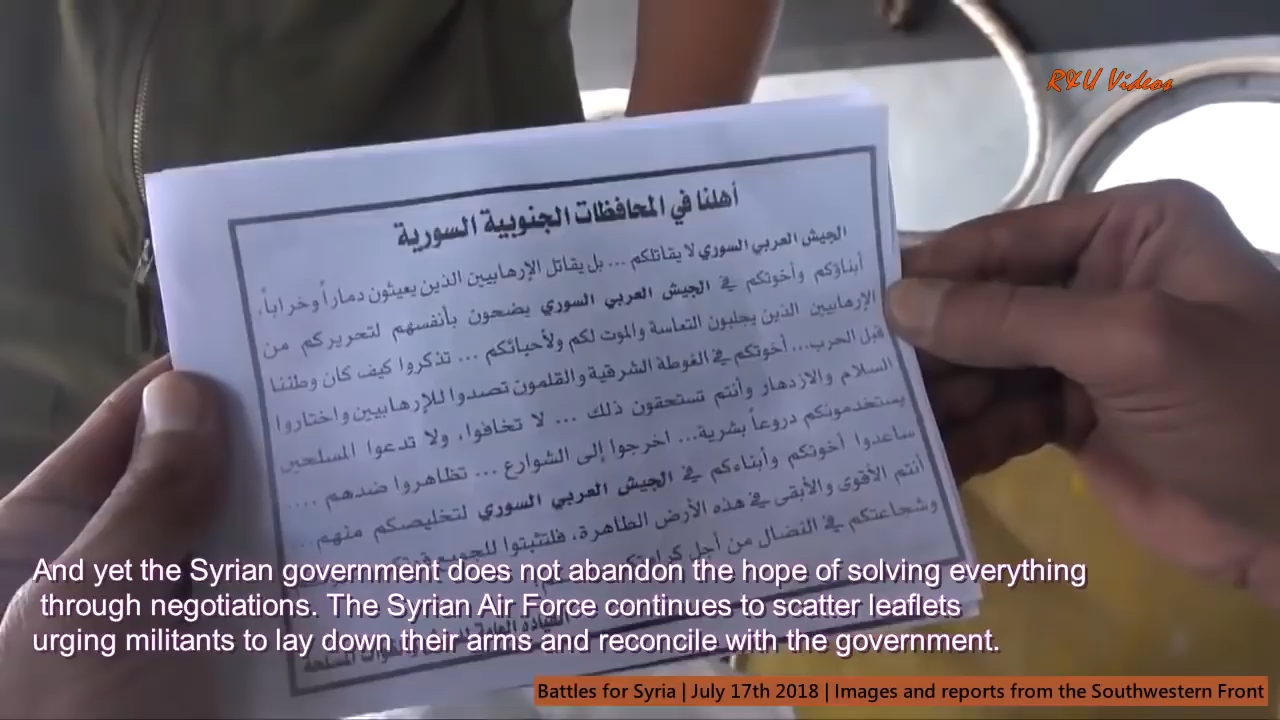 R&U Videos
أهلنا في المحافظات الجنوبية السورية
الجيش العربي السوري لا يقاتلكم ... بل يقاتل الإرهابيين الذين يعيثون دماراً وخراباً،
أبناؤكم وأخوتكم في الجيش العربي السوري يضحون بأنفسهم لتحريركم من
الإرهابيين الذين يجلبون التعاسة والموت لكم ولأحبائكم ... تذكروا كيف كان وطننا
قبل الحرب... أخوتكم في الغوطة الشرقية والقلمون تصدوا للإرهابيين واختاروا
السلام والازدهار وأنتم تستحقون ذلك ... لا تخافوا، ولا تدعوا المسلحين
يستخدمونكم دروعاً بشرية... اخرجوا إلى الشوارع ... تظاهروا ضدهم ....
ساعدوا أخوتكم وأبناءكم في الجيش العربي السوري لتخليصكم منهم...
أنتم الأقوى والأبقى في هذه الأرض الطاهرة، فلتثبتوا للجميع
وشجاعتكم في النضال من أجل
القيادة العامة
المسلحة
And yet the Syrian government does not abandon the hope of solving everything
through negotiations. The Syrian Air Force continues to scatter leaflets
urging militants to lay down their arms and reconcile with the government.
Battles for Syria | July 17th 2018 | Images and reports from the Southwestern Front